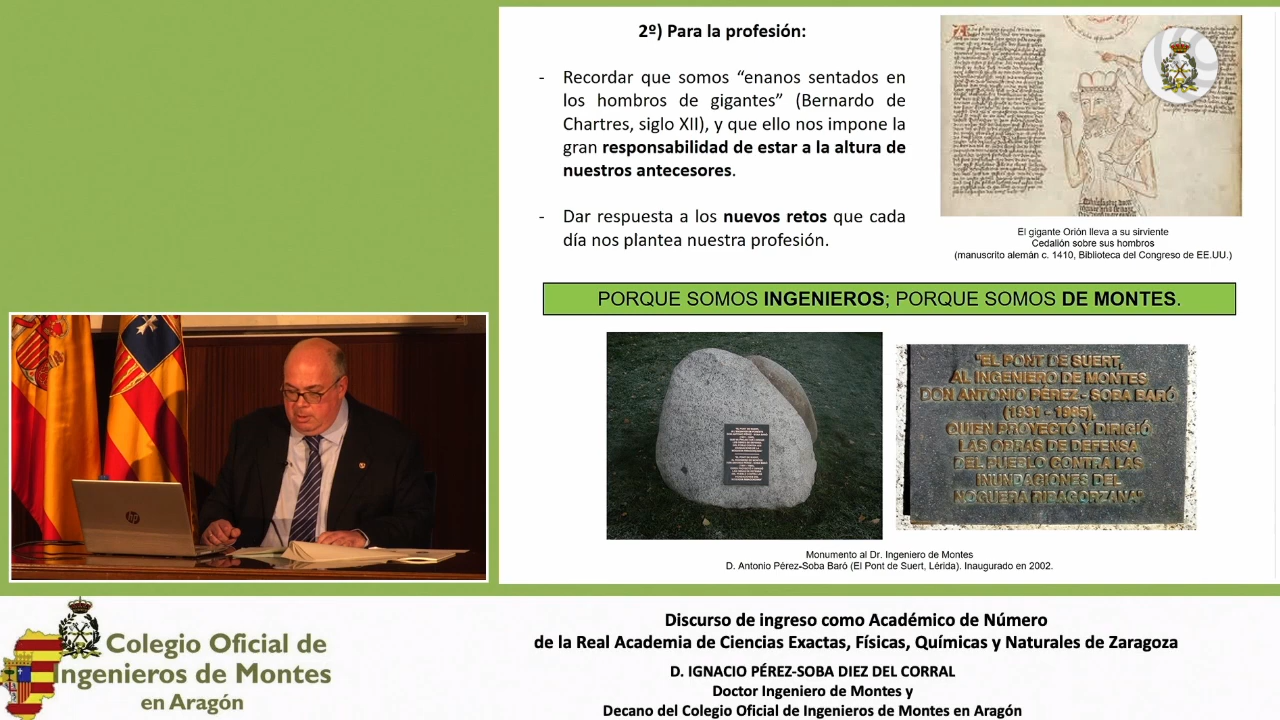 2º) Para la profesión:
- Recordar que somos “enanos sentados en
los hombros de gigantes” (Bernardo de
Chartres, siglo XII), y que ello nos impone la
gran responsabilidad de estar a la altura de
nuestros antecesores.
- Dar respuesta a los nuevos retos que cada
día nos plantea nuestra profesión.
El gigante Orión lleva a su sirviente
Cedalión sobre sus hombros
(manuscrito alemán c. 1410, Biblioteca del Congreso de EE.UU.)
PORQUE SOMOS INGENIEROS; PORQUE SOMOS DE MONTES.
"EL PONT DE SUERT,
AL INGENIERO DE MONTES
DON ANTONIO PÉREZ - SOBA BARÓ
(1931 - 1985),
QUIEN PROYECTÓ Y DIRIGIÓ
LAS OBRAS DE DEFENSA
DEL PUEBLO CONTRA LAS
INUNDACIONES DEL
NOGUERA RIBAGORZANA"
Monumento al Dr. Ingeniero de Montes
D. Antonio Pérez-Soba Baró (El Pont de Suert, Lérida). Inaugurado en 2002.
hp
Colegio Oficial de
Ingenieros de Montes
en Aragón
Discurso de ingreso como Académico de Número
de la Real Academia de Ciencias Exactas, Físicas, Químicas y Naturales de Zaragoza
D. IGNACIO PÉREZ-SOBA DIEZ DEL CORRAL
Doctor Ingeniero de Montes y
Decano del Colegio Oficial de Ingenieros de Montes en Aragón